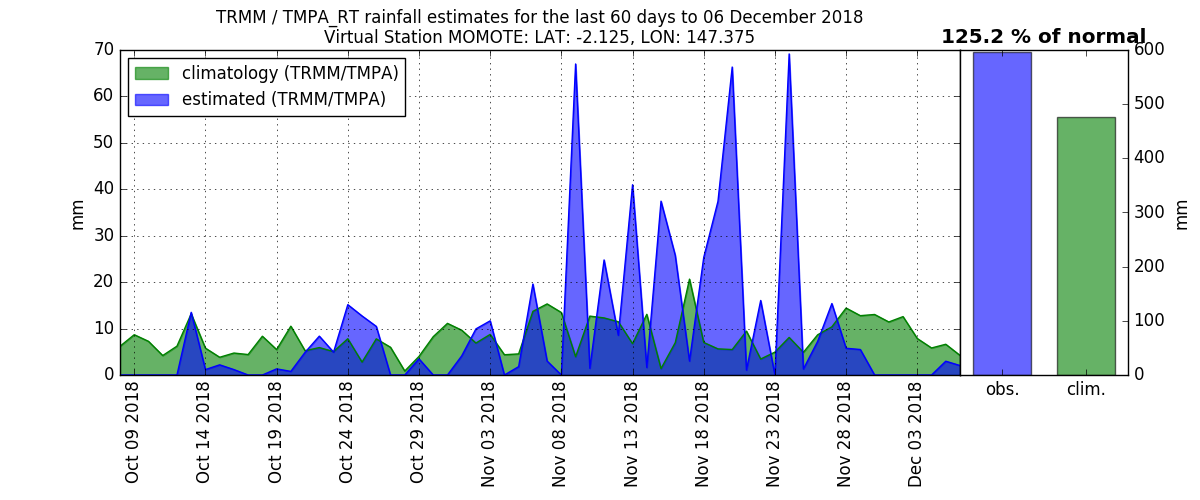 TRMM / TMPA_RT rainfall estimates for the last 60 days to 06 December 2018
Virtual Station MOMOTE: LAT: -2.125, LON: 147.375
125.2 % of normal
climatology (TRMM/TMPA)
estimated (TRMM/TMPA)
mm
70
60
50
40
30
20
10
0
Oct 09 2018
Oct 14 2018
Oct 19 2018
Oct 24 2018
Oct 29 2018
Nov 03 2018
Nov 08 2018
Nov 13 2018
Nov 18 2018
Nov 23 2018
Nov 28 2018
Dec 03 2018
obs.
clim.
600
500
400
300
200
100
0
mm